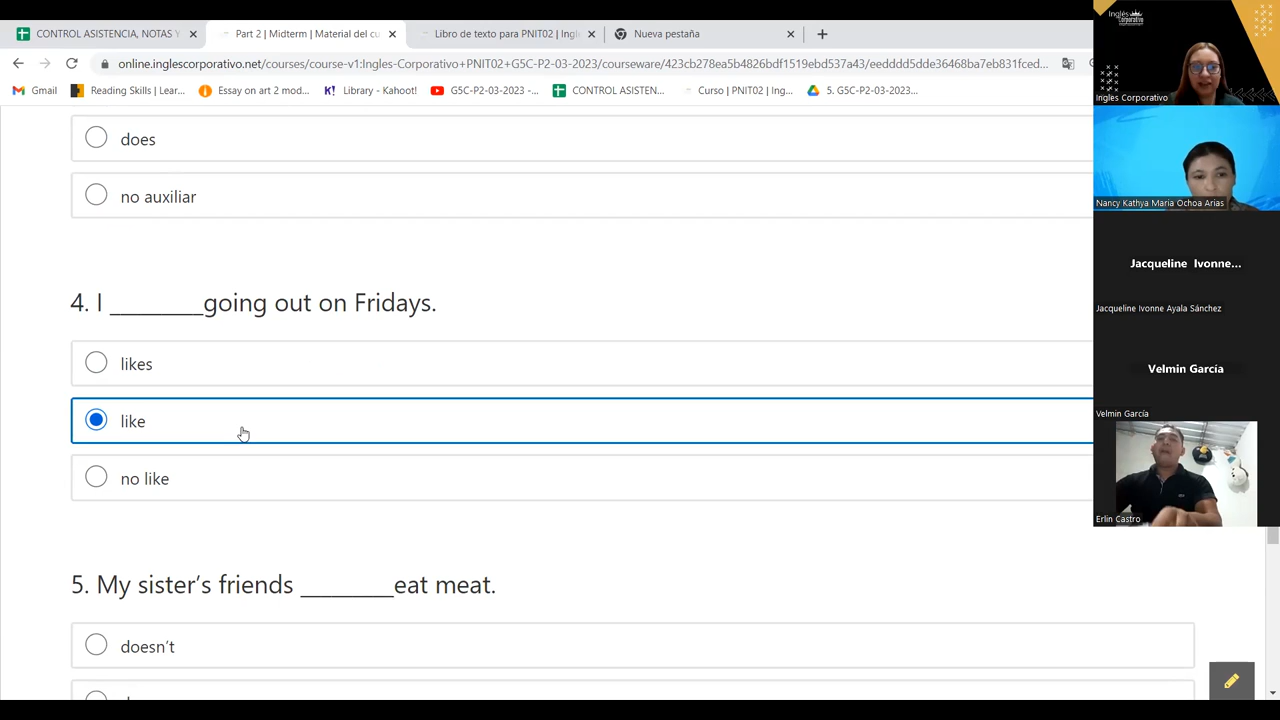 CONTROL ASISTENCIA, NOTAS Y
Part 2 | Midterm | Material del cu
Libro de texto para PNIT02 | Ingl
Nueva pestaña
online.inglescorporativo.net/courses/course-v1:Ingles-Corporativo+PNIT02+G5C-P2-03-2023/courseware/423cb278ea5b4826bdf1519ebd537a43/eedddd5dde36468ba7eb831fced...
Gmail
Reading Skills | Lear...
Essay on art 2 mod...
Library - Kahoot!
G5C-P2-03-2023 -...
CONTROL ASISTEN...
Curso | PNIT02 | Ing...
5. G5C-P2-03-2023...
does
no auxiliar
4. I ________going out on Fridays.
likes
like
no like
5. My sister's friends ________eat meat.
doesn't
Inglés
Corporativo
Ingles Corporativo
Nancy Kathya Maria Ochoa Arias
Jacqueline Ivonne...
Jacqueline Ivonne Ayala Sánchez
Velmin García
Velmin García
Erlin Castro